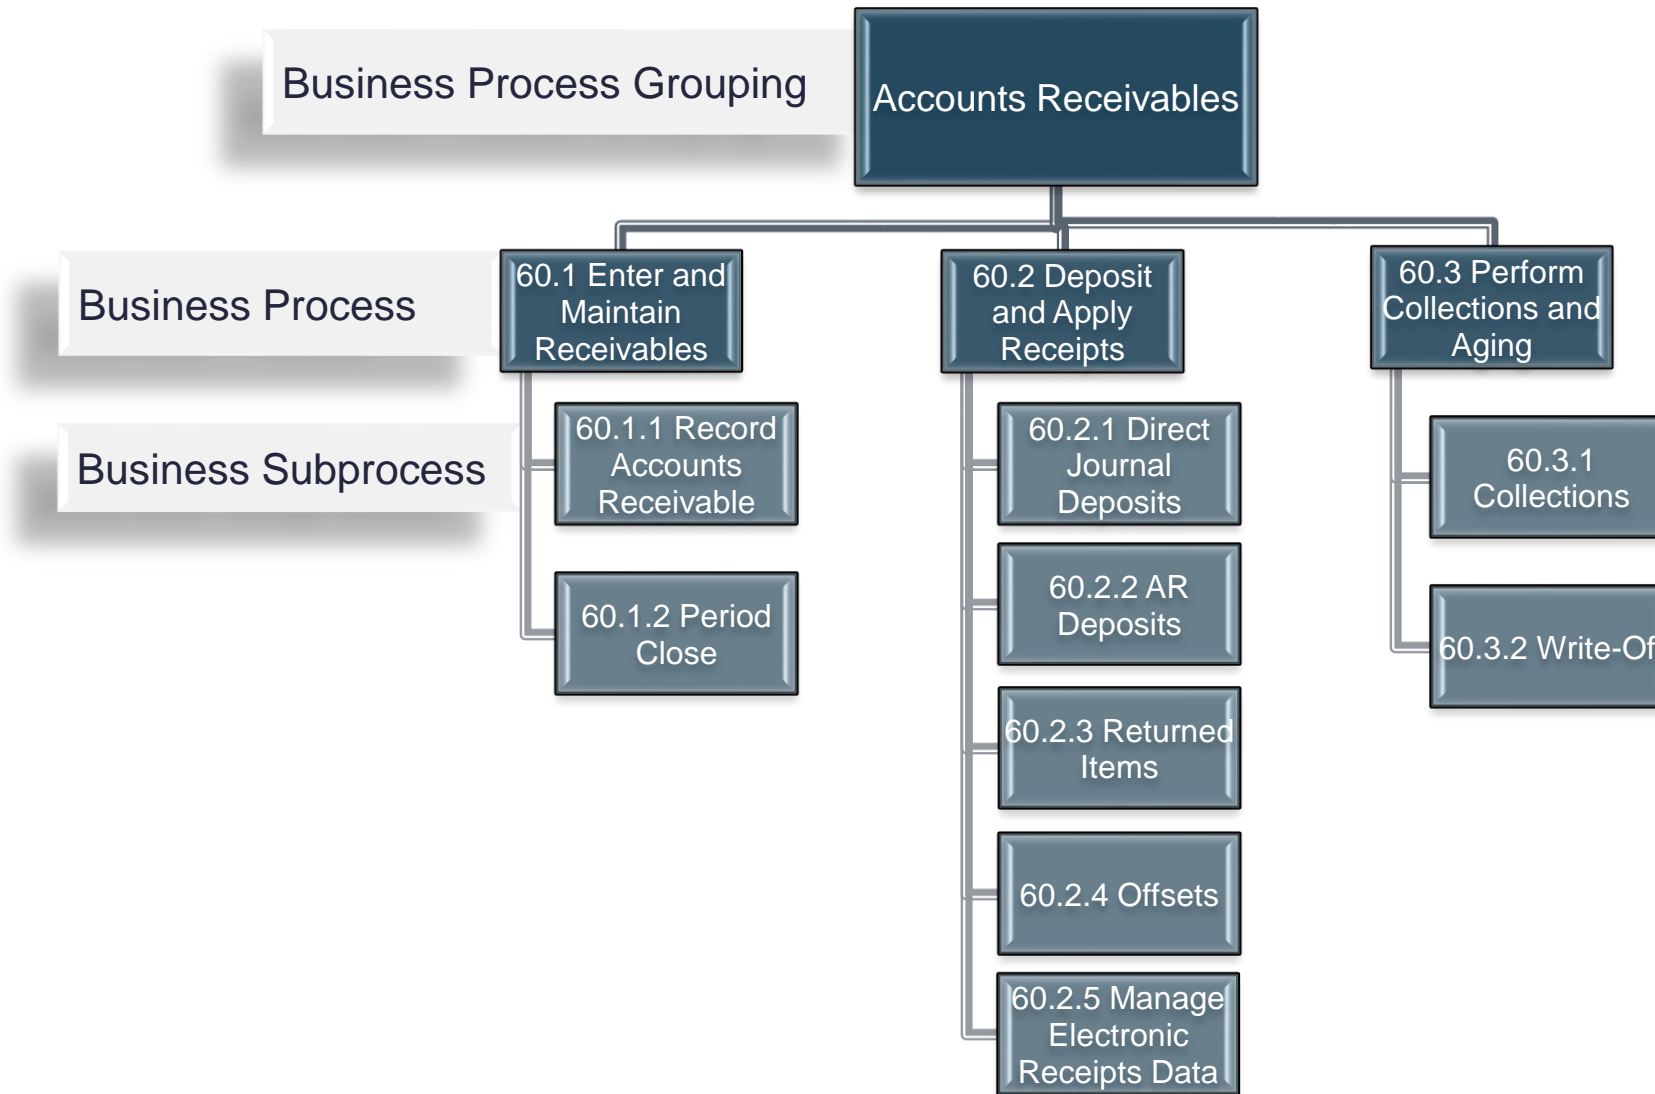 Business Process Grouping
Accounts Receivables
Business Process
60.1 Enter and
Maintain
Receivables
60.2 Deposit
and Apply
Receipts
60.3 Perform
Collections and
Aging
Business Subprocess
60.1.1 Record
Accounts
Receivable
60.1.2 Period
Close
60.2.1 Direct
Journal
Deposits
60.2.2 AR
Deposits
60.2.3 Returned
Items
60.2.4 Offsets
60.2.5 Manage
Electronic
Receipts Data
60.3.1
Collections
60.3.2 Write-Of